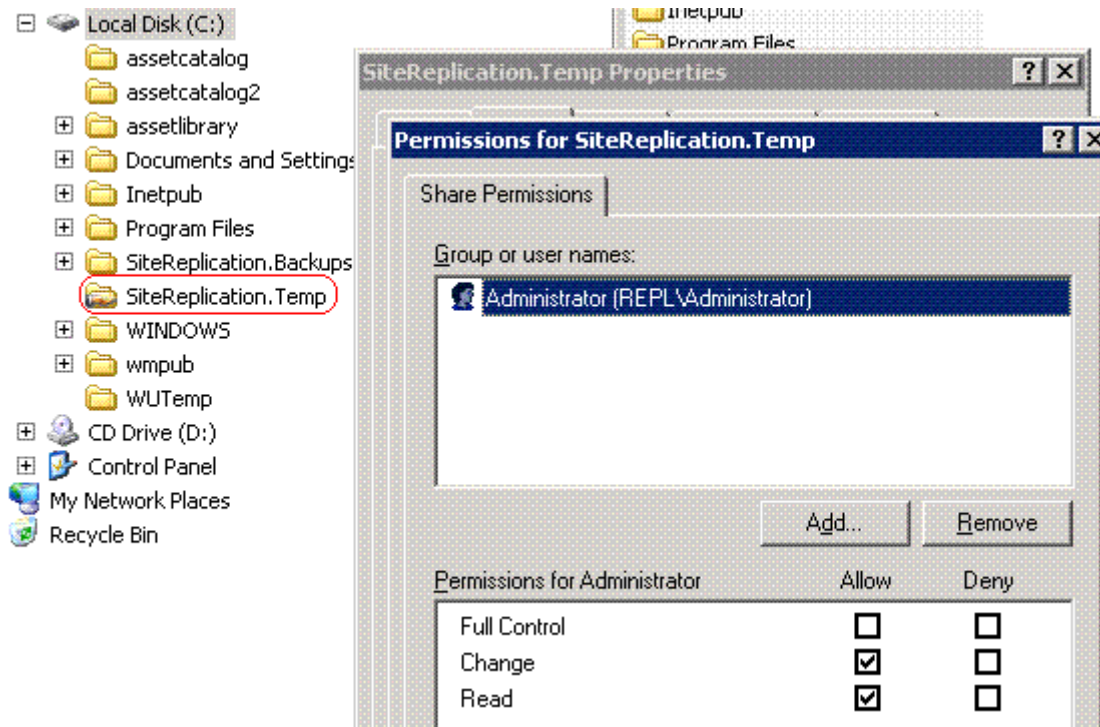 Local Disk (C:)
assetcatalog
assetcatalog2
assetlibrary
Documents and Settings
Inetpub
Program Files
SiteReplication.Backups
SiteReplication.Temp
WINDOWS
wmpub
WUTemp
CD Drive (D:)
Control Panel
My Network Places
Recycle Bin
Inetpub
Program Files
SiteReplication.Temp Properties
Permissions for SiteReplication.Temp
Share Permissions
Group or user names:
Administrator (REPL\Administrator)
Add...
Remove
Permissions for Administrator Allow Deny
Full Control
Change
Read